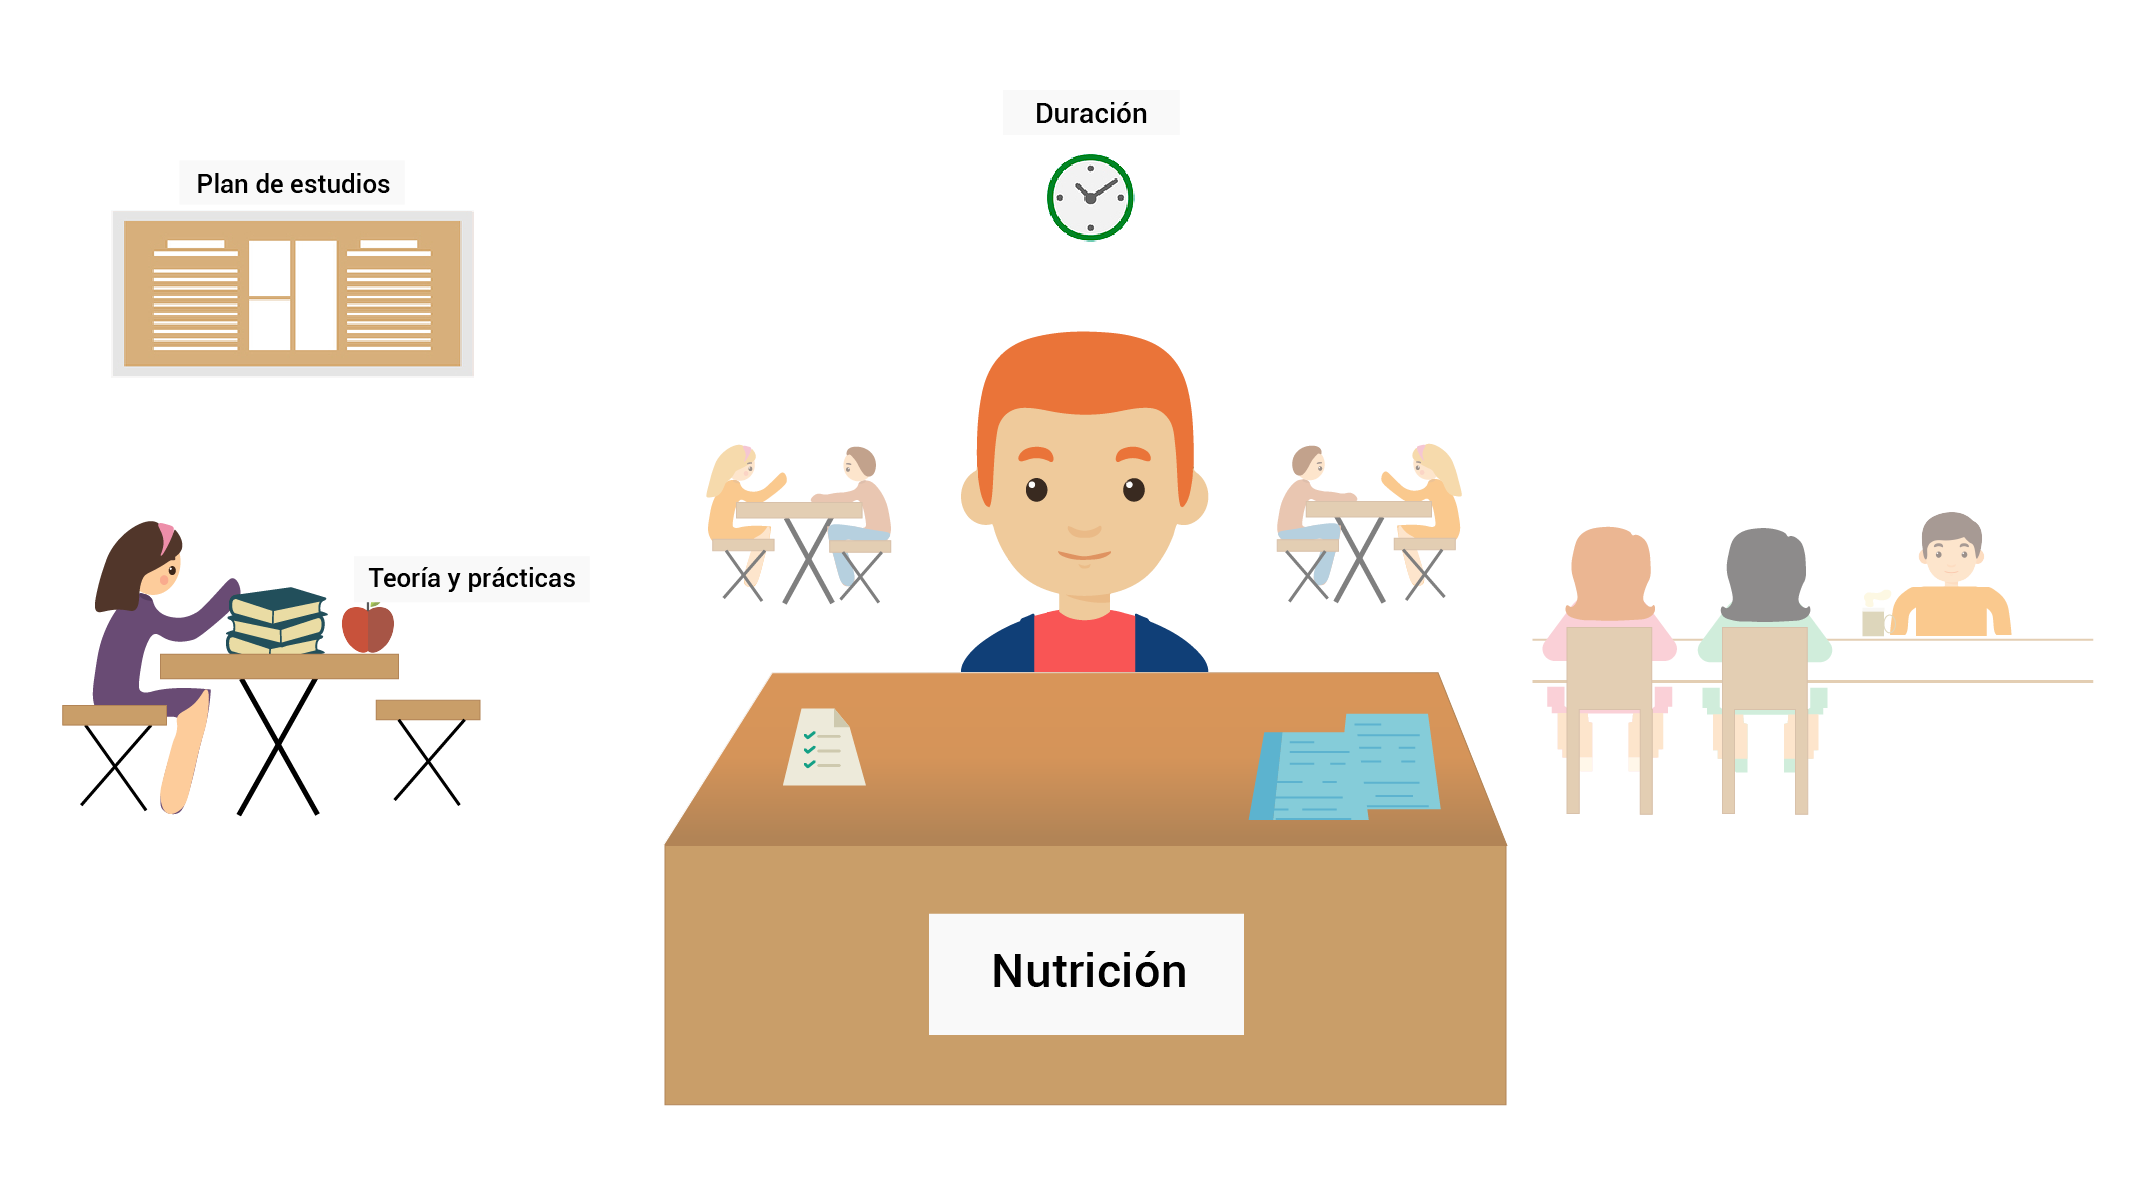 Duración
Plan de estudios
Teoría y prácticas
Nutrición